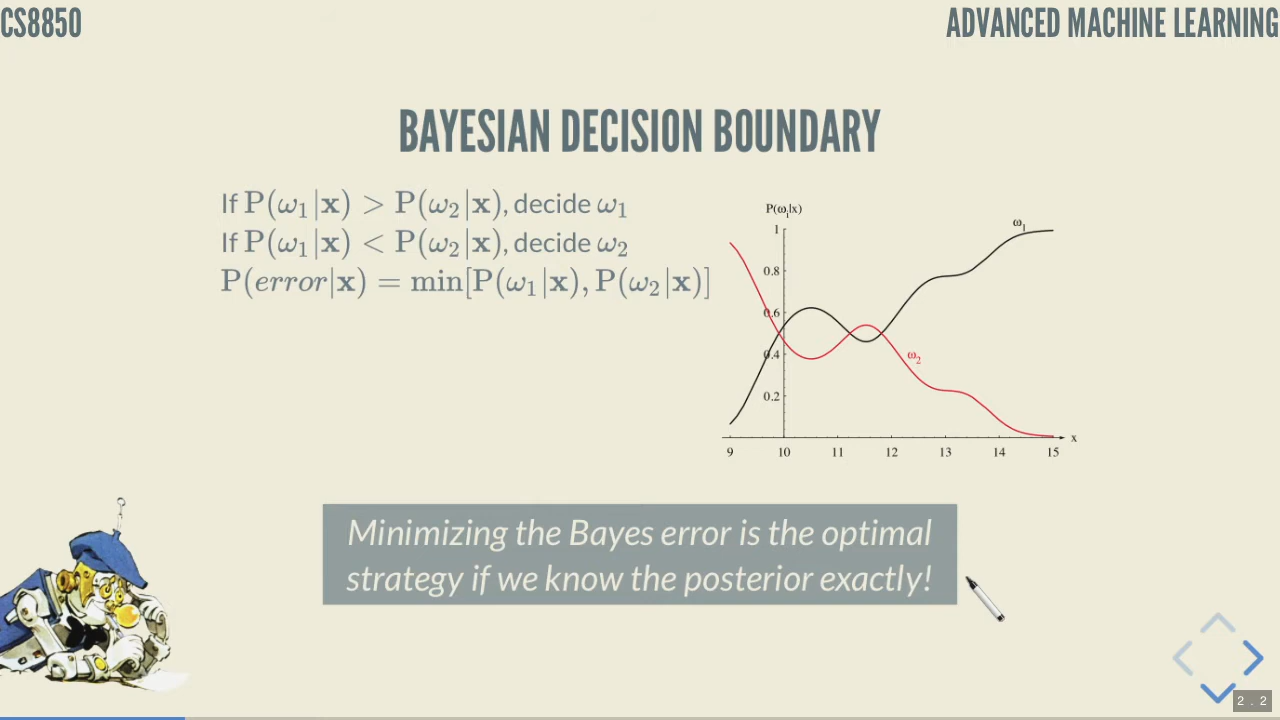 CS8850
ADVANCED MACHINE LEARNING
BAYESIAN DECISION BOUNDARY
If P(ω₁|x) > P(ω₂|x), decide ω₁
If P(ω₁|x) < P(ω₂|x), decide ω₂
P(error|x) = min[P(ω₁|x), P(ω₂|x)]
P(ωᵢ|x)
1
ω₁
0.8
0.6
0.4
ω₂
0.2
x
9 10 11 12 13 14 15
Minimizing the Bayes error is the optimal
strategy if we know the posterior exactly!
2 . 2